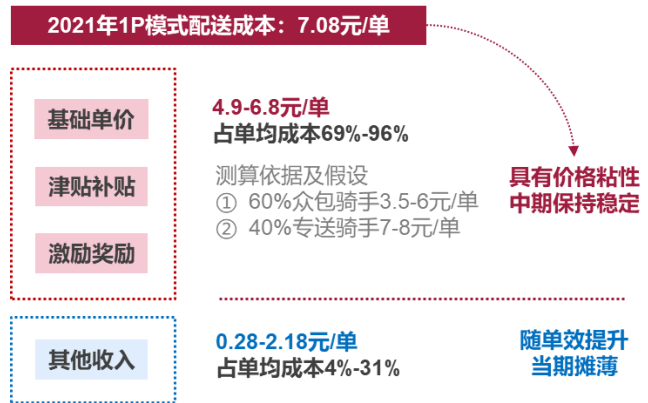 2021年1P模式配送成本：7.08元/单
基础单价
津贴补贴
激励奖励
4.9-6.8元/单
占单均成本69%-96%
测算依据及假设
① 60%众包骑手3.5-6元/单
② 40%专送骑手7-8元/单
具有价格粘性
中期保持稳定
其他收入
0.28-2.18元/单
占单均成本4%-31%
随单效提升
当期摊薄